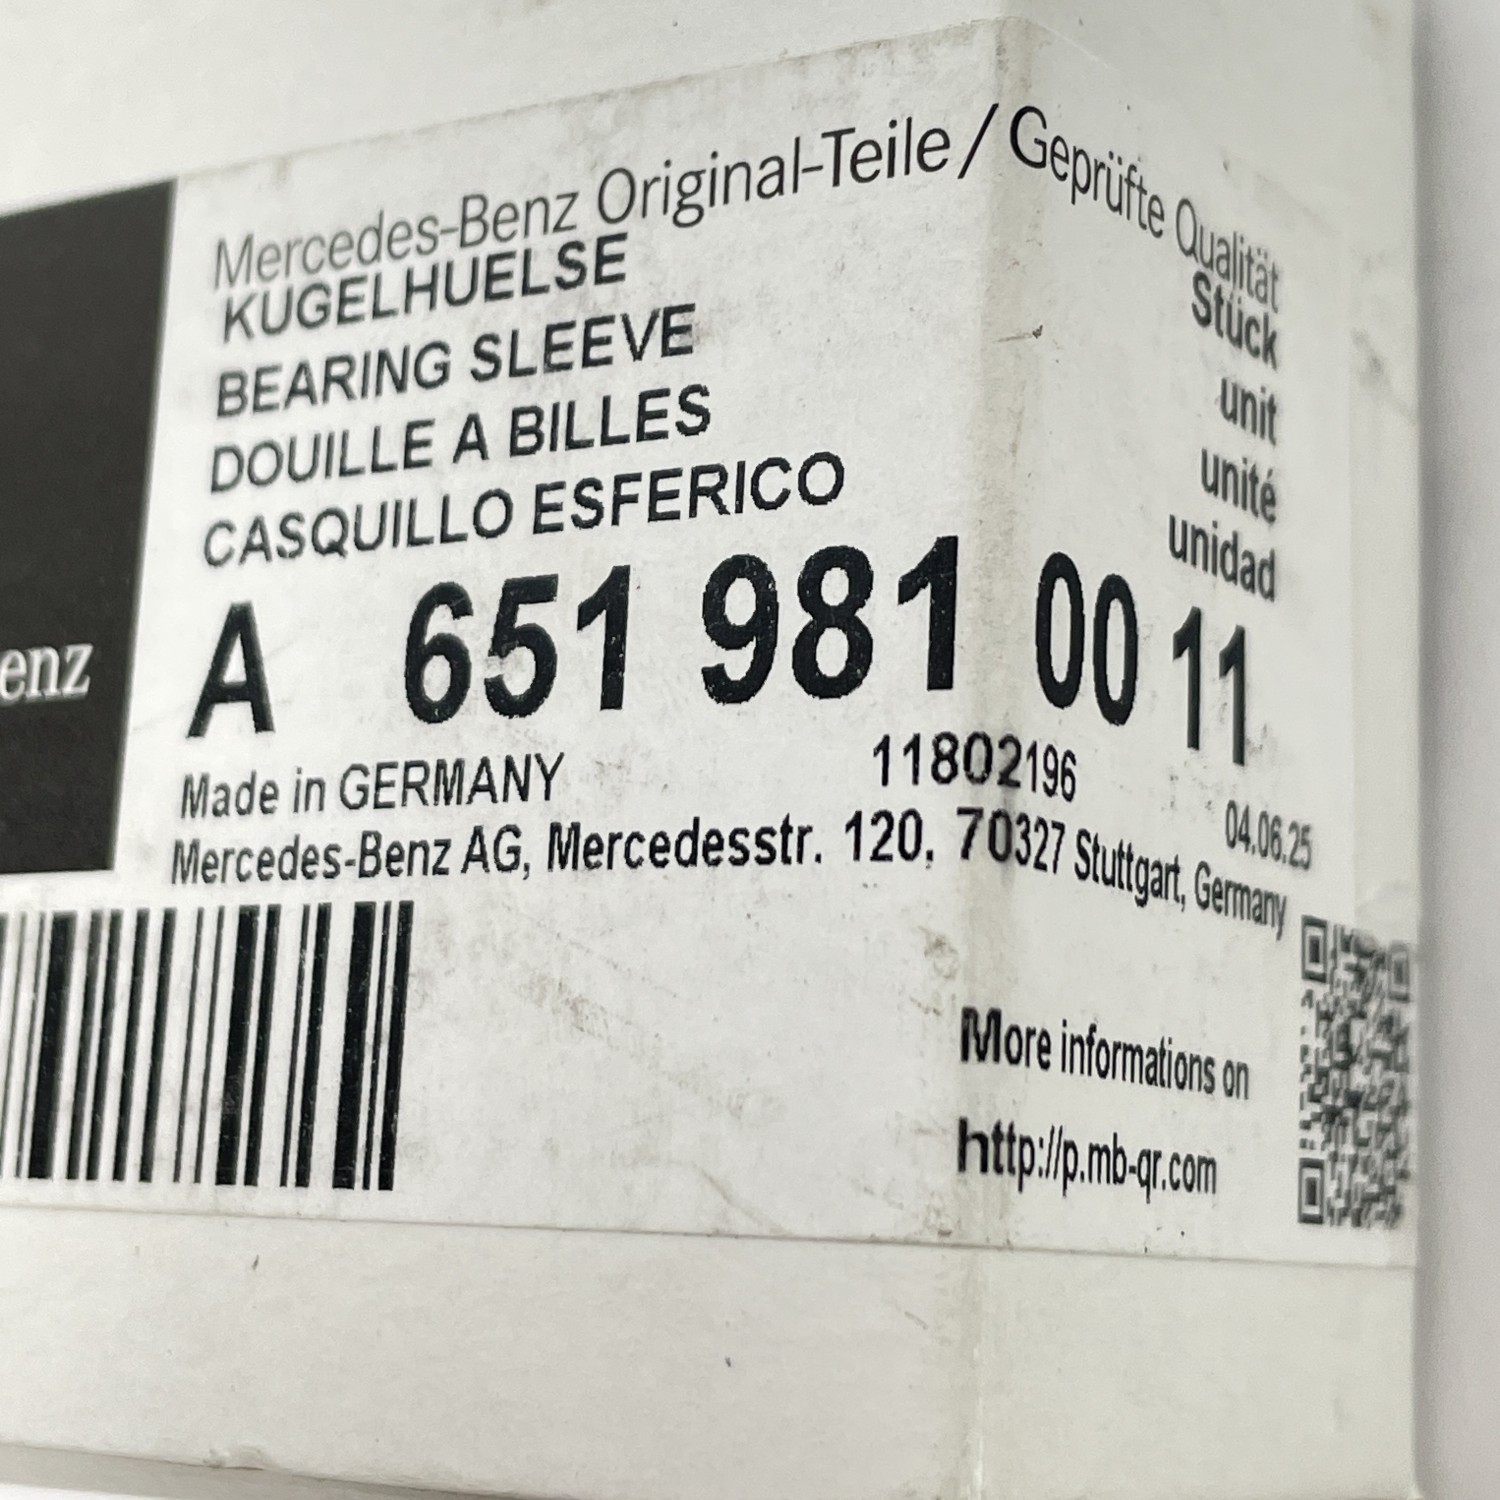 Mercedes-Benz Original-Teile / Geprüfte Qualität
KUGELHUELSE
BEARING SLEEVE
DOUILLE A BILLES
CASQUILLO ESFERICO
Stück
unit
unité
unidad
enz
A 651 981 00 11
Made in GERMANY
11802196
04.06.25
Mercedes-Benz AG, Mercedesstr. 120, 70327 Stuttgart, Germany
More informations on
http://p.mb-qr.com